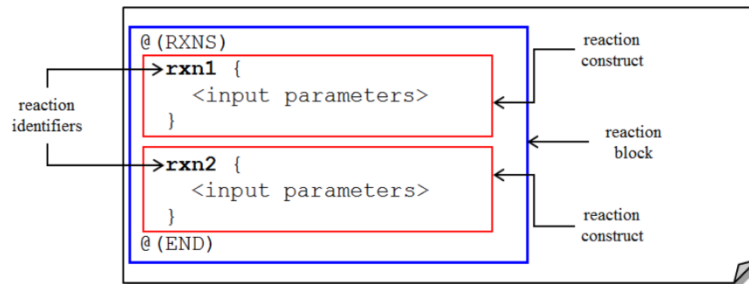 @(RXNS)
rxn1 {
<input parameters>
}
rxn2 {
<input parameters>
}
@(END)
reaction
identifiers
reaction
construct
reaction
block
reaction
construct